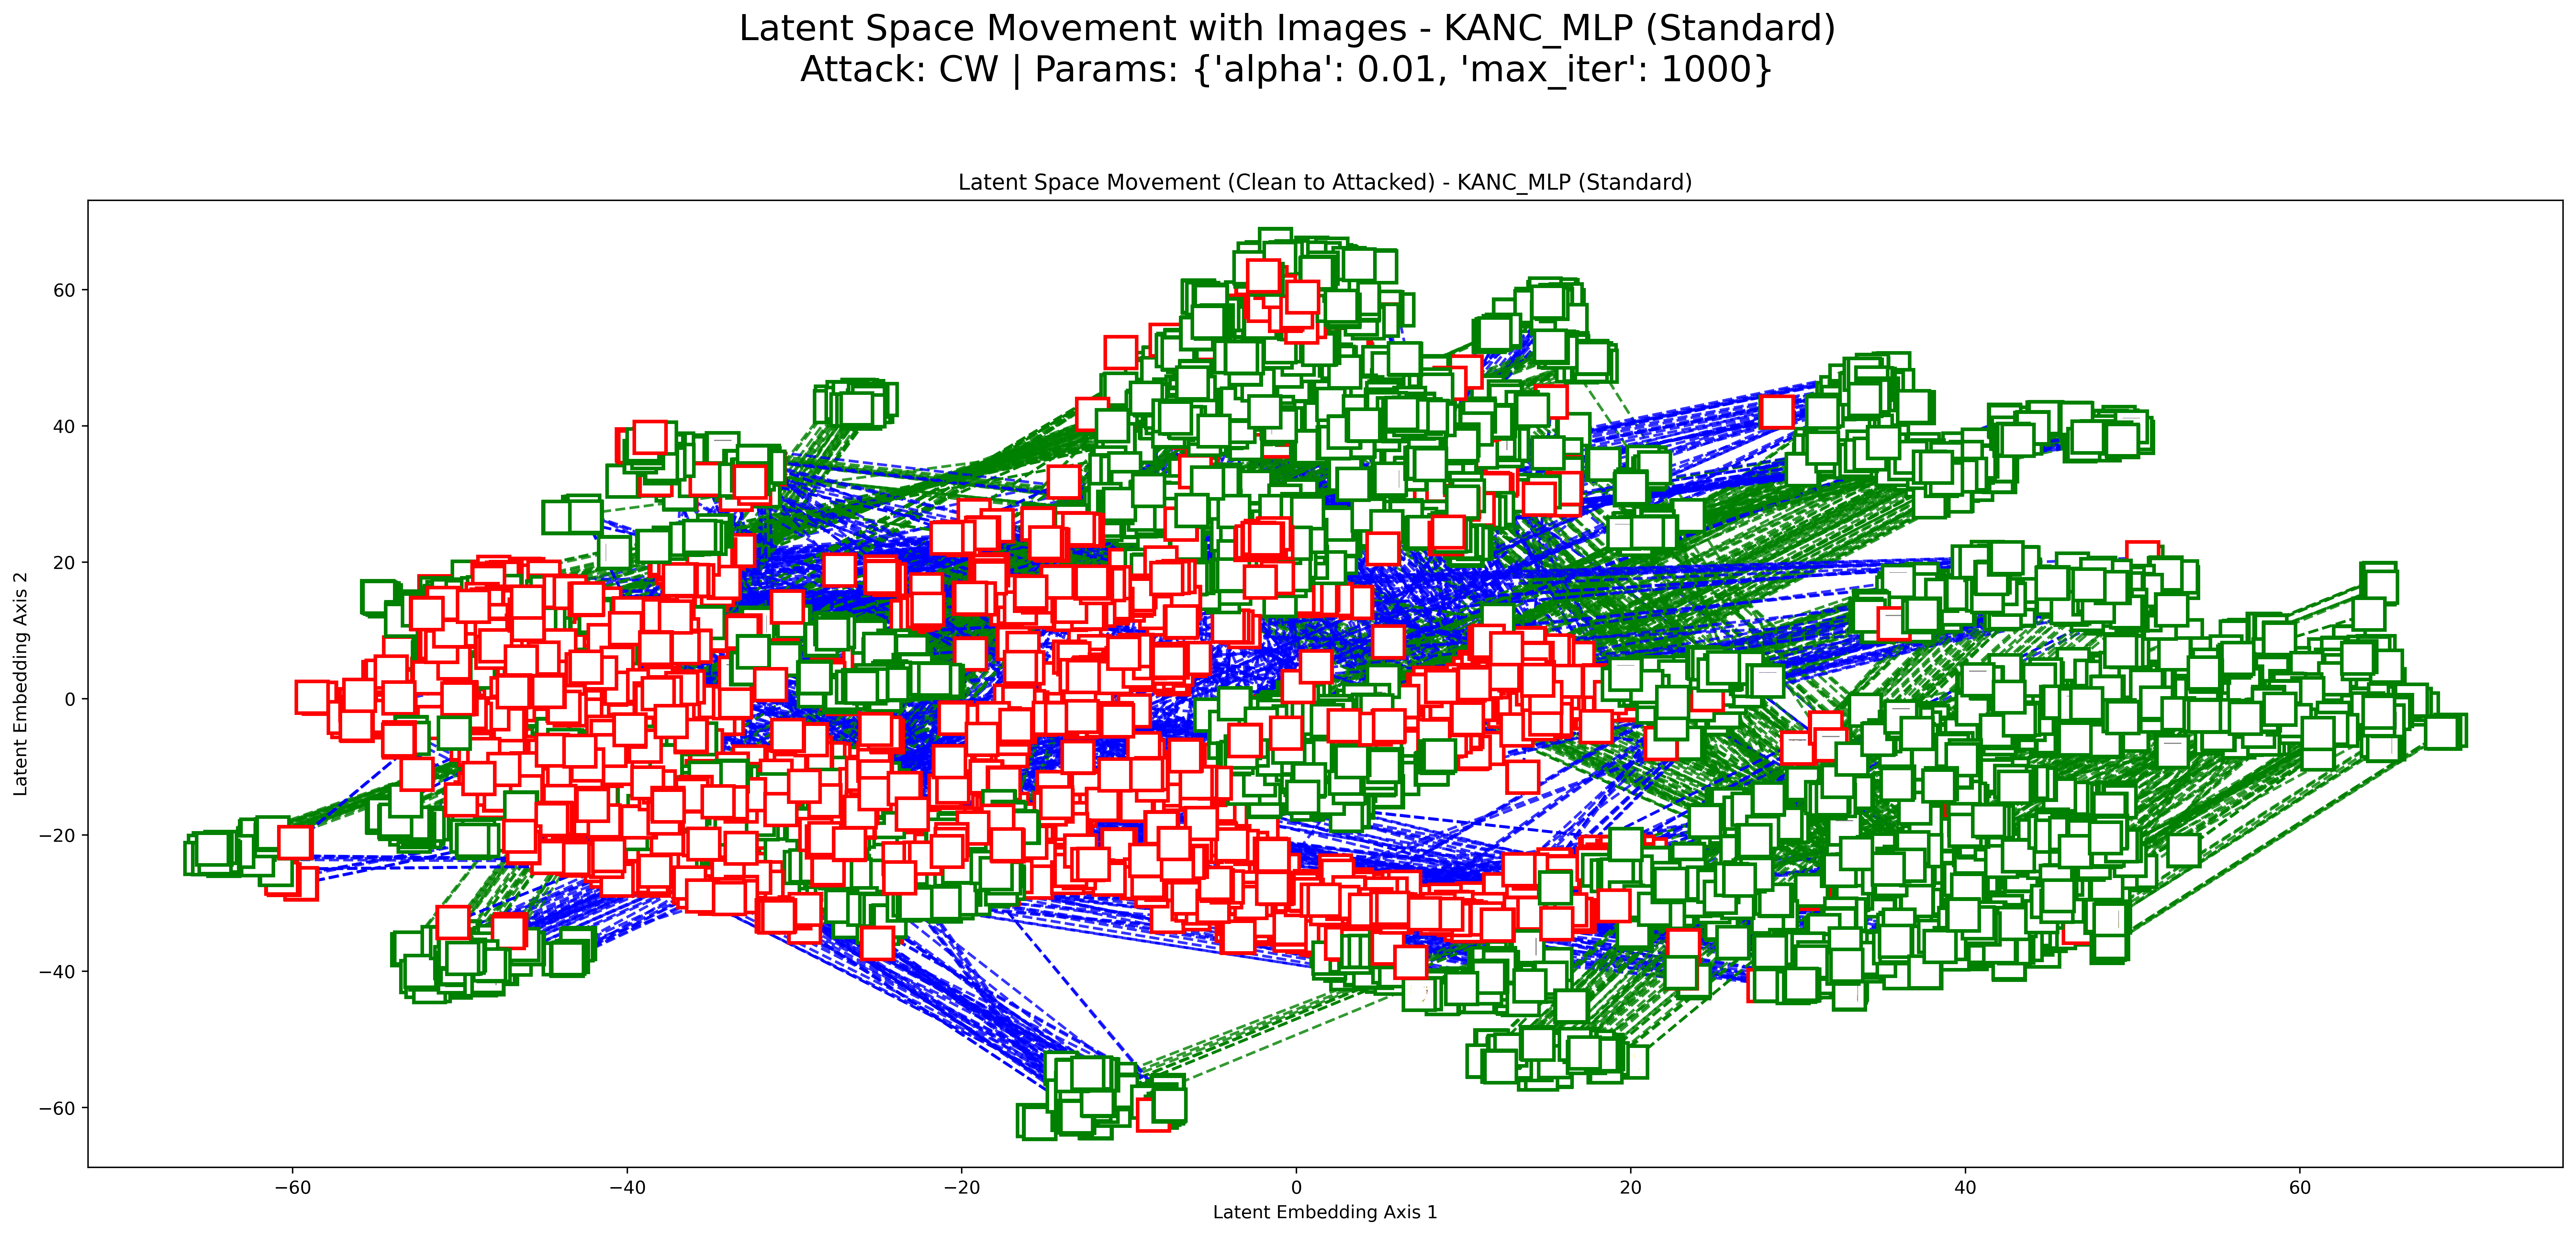 Latent Space Movement with Images - KANC_MLP (Standard)
Attack: CW | Params: {'alpha': 0.01, 'max_iter': 1000}
Latent Space Movement (Clean to Attacked) - KANC_MLP (Standard)
Latent Embedding Axis 2
60
40
20
0
−20
−40
−60
−60 −40 −20 0 20 40 60
Latent Embedding Axis 1